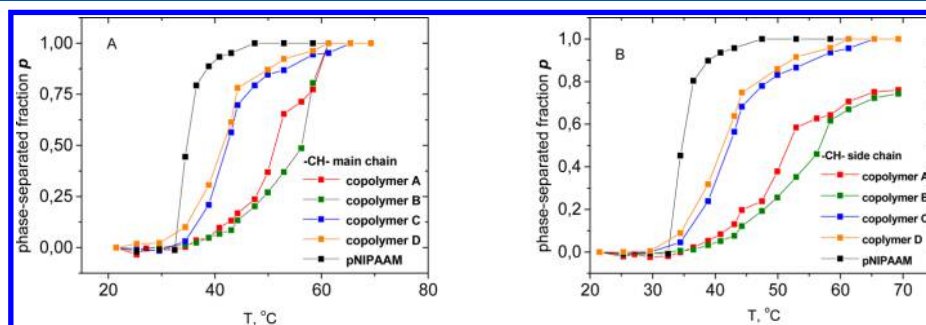 A
1,00
0,75
0,50
0,25
0,00
phase-separated fraction p
-CH- main chain
copolymer A
copolymer B
copolymer C
copolymer D
pNIPAAM
20
40
60
80
T, °C
B
1,0
0,8
0,6
0,4
0,2
0,0
phase-separated fraction p
-CH- side chain
copolymer A
copolymer B
copolymer C
coplymer D
pNIPAAM
20
30
40
50
60
70
T, °C